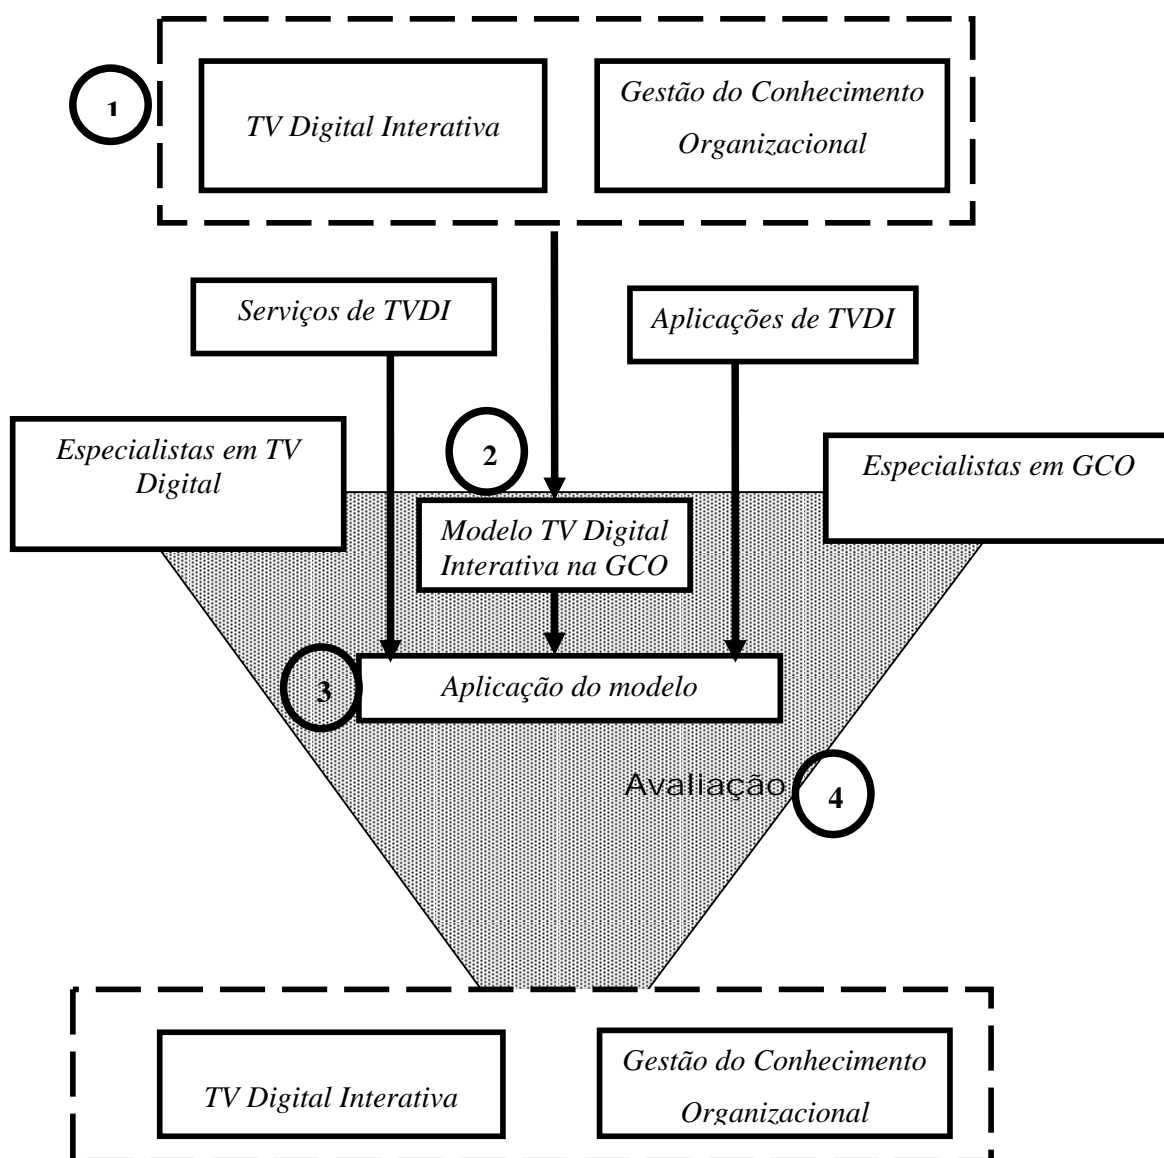 1
TV Digital Interativa
Gestão do Conhecimento
Organizacional
Serviços de TVDI
Aplicações de TVDI
Especialistas em TV
Digital
2
Especialistas em GCO
Modelo TV Digital
Interativa na GCO
3
Aplicação do modelo
Avaliação
4
TV Digital Interativa
Gestão do Conhecimento
Organizacional